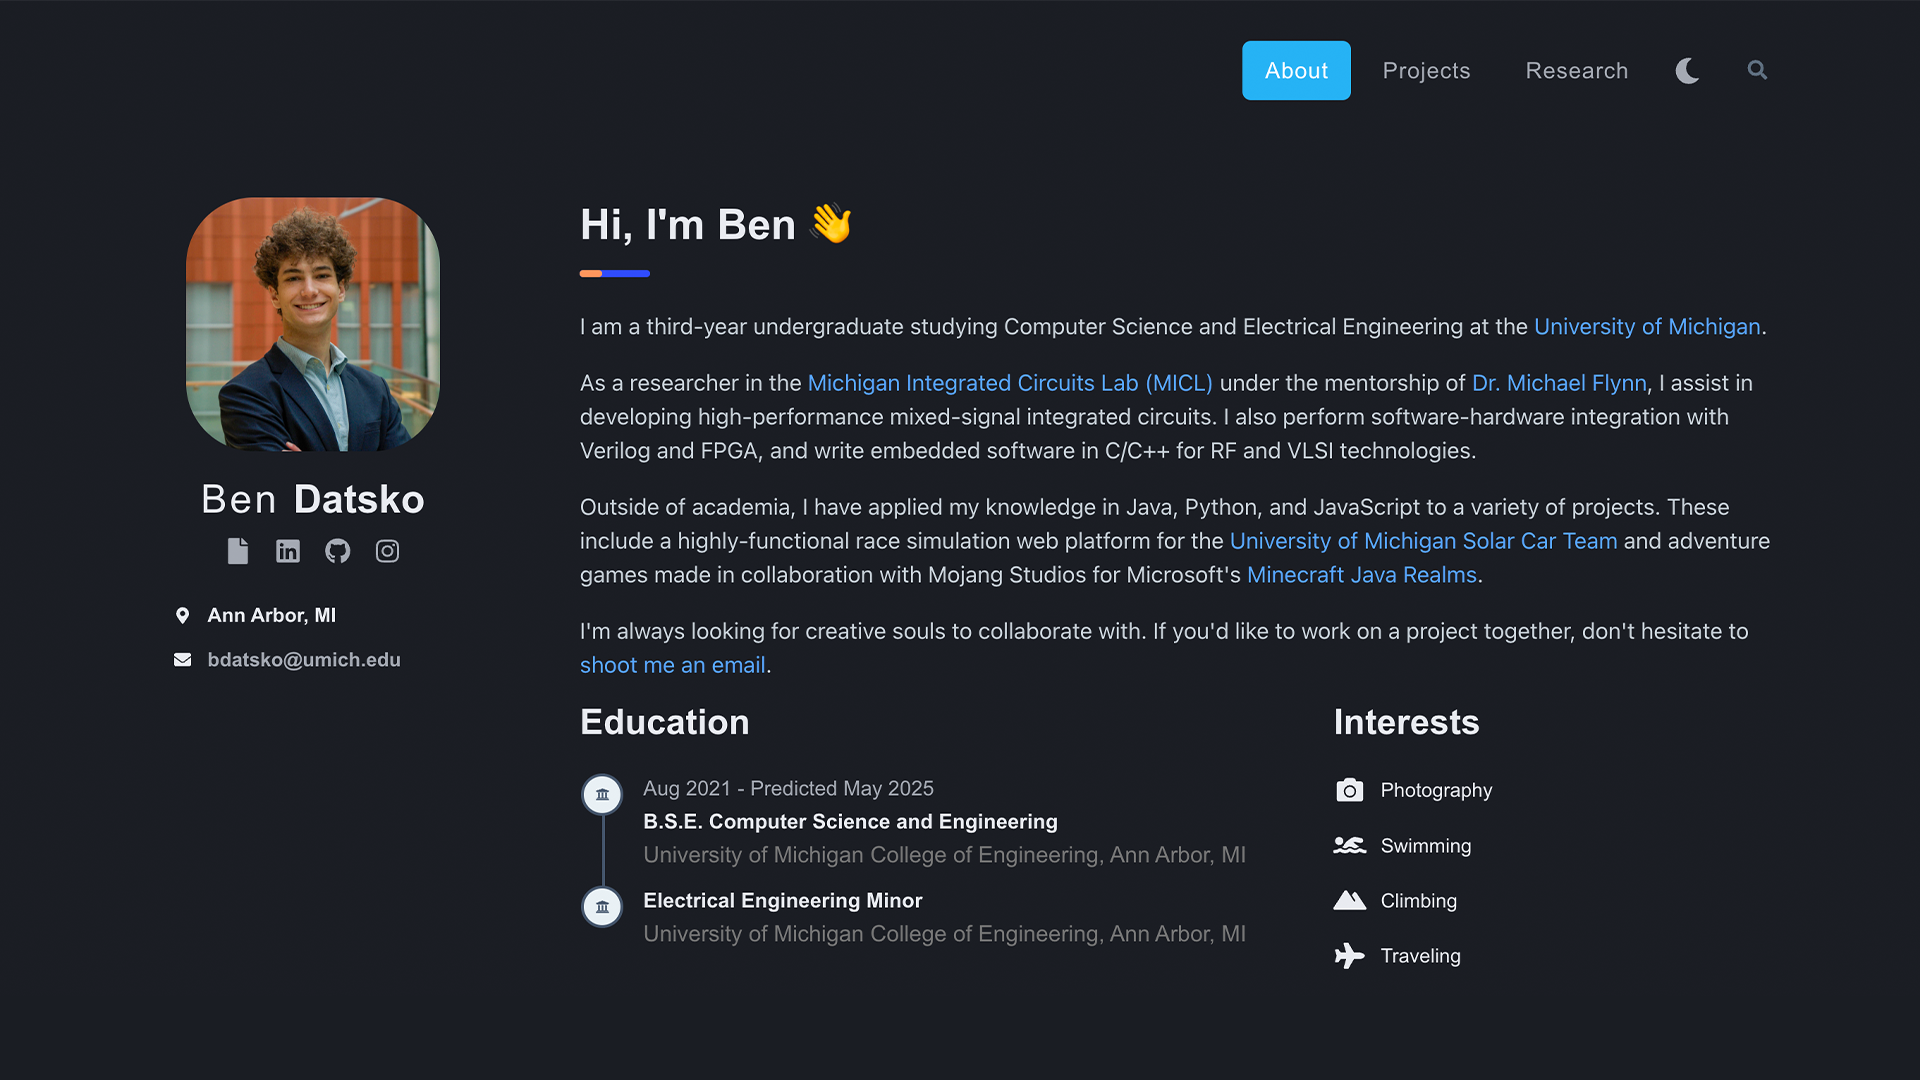 About Projects Research
Hi, I'm Ben 👋
I am a third-year undergraduate studying Computer Science and Electrical Engineering at the University of Michigan.
As a researcher in the Michigan Integrated Circuits Lab (MICL) under the mentorship of Dr. Michael Flynn, I assist in
developing high-performance mixed-signal integrated circuits. I also perform software-hardware integration with
Verilog and FPGA, and write embedded software in C/C++ for RF and VLSI technologies.
Outside of academia, I have applied my knowledge in Java, Python, and JavaScript to a variety of projects. These
include a highly-functional race simulation web platform for the University of Michigan Solar Car Team and adventure
games made in collaboration with Mojang Studios for Microsoft's Minecraft Java Realms.
I'm always looking for creative souls to collaborate with. If you'd like to work on a project together, don't hesitate to
shoot me an email.
Ben Datsko
in
Ann Arbor, MI
bdatsko@umich.edu
Education
Aug 2021 - Predicted May 2025
B.S.E. Computer Science and Engineering
University of Michigan College of Engineering, Ann Arbor, MI
Electrical Engineering Minor
University of Michigan College of Engineering, Ann Arbor, MI
Interests
Photography
Swimming
Climbing
Traveling